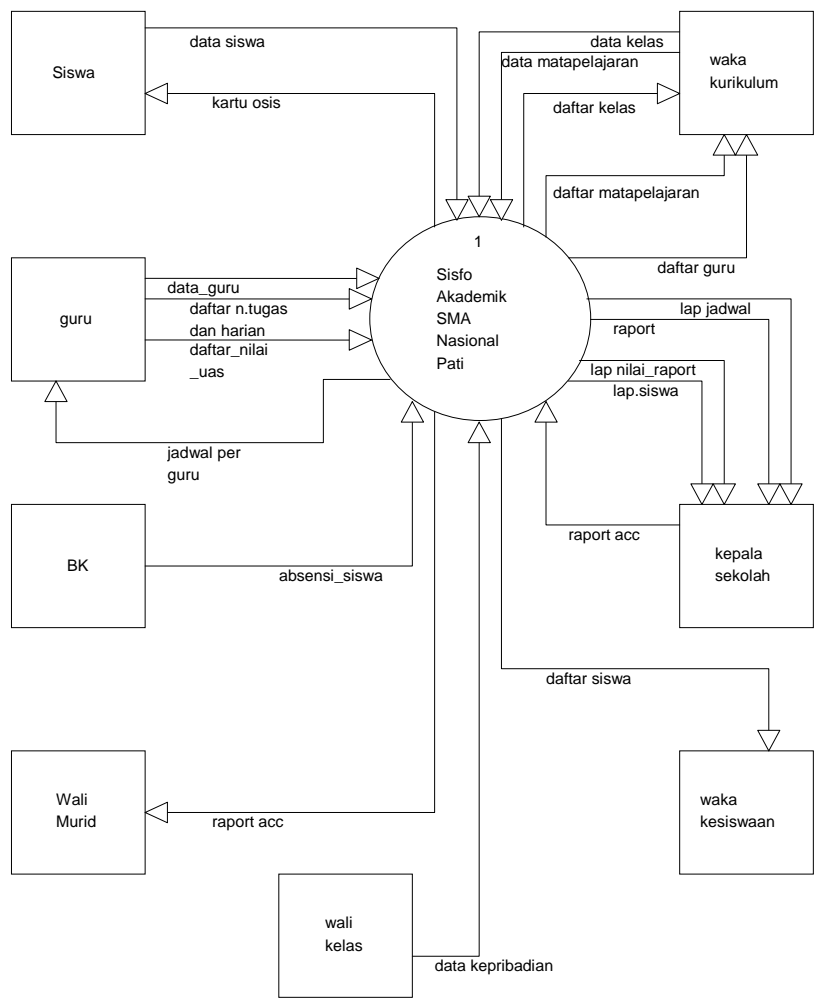 data siswa
Siswa
kartu osis
data kelas
data matapelajaran
waka
kurikulum
daftar kelas
daftar matapelajaran
daftar guru
1
Sisfo
Akademik
SMA
Nasional
Pati
data_guru
daftar n.tugas
dan harian
daftar_nilai
_uas
guru
jadwal per
guru
lap jadwal
raport
lap nilai_raport
lap.siswa
raport acc
kepala
sekolah
BK
absensi_siswa
daftar siswa
waka
kesiswaan
Wali
Murid
raport acc
wali
kelas
data kepribadian